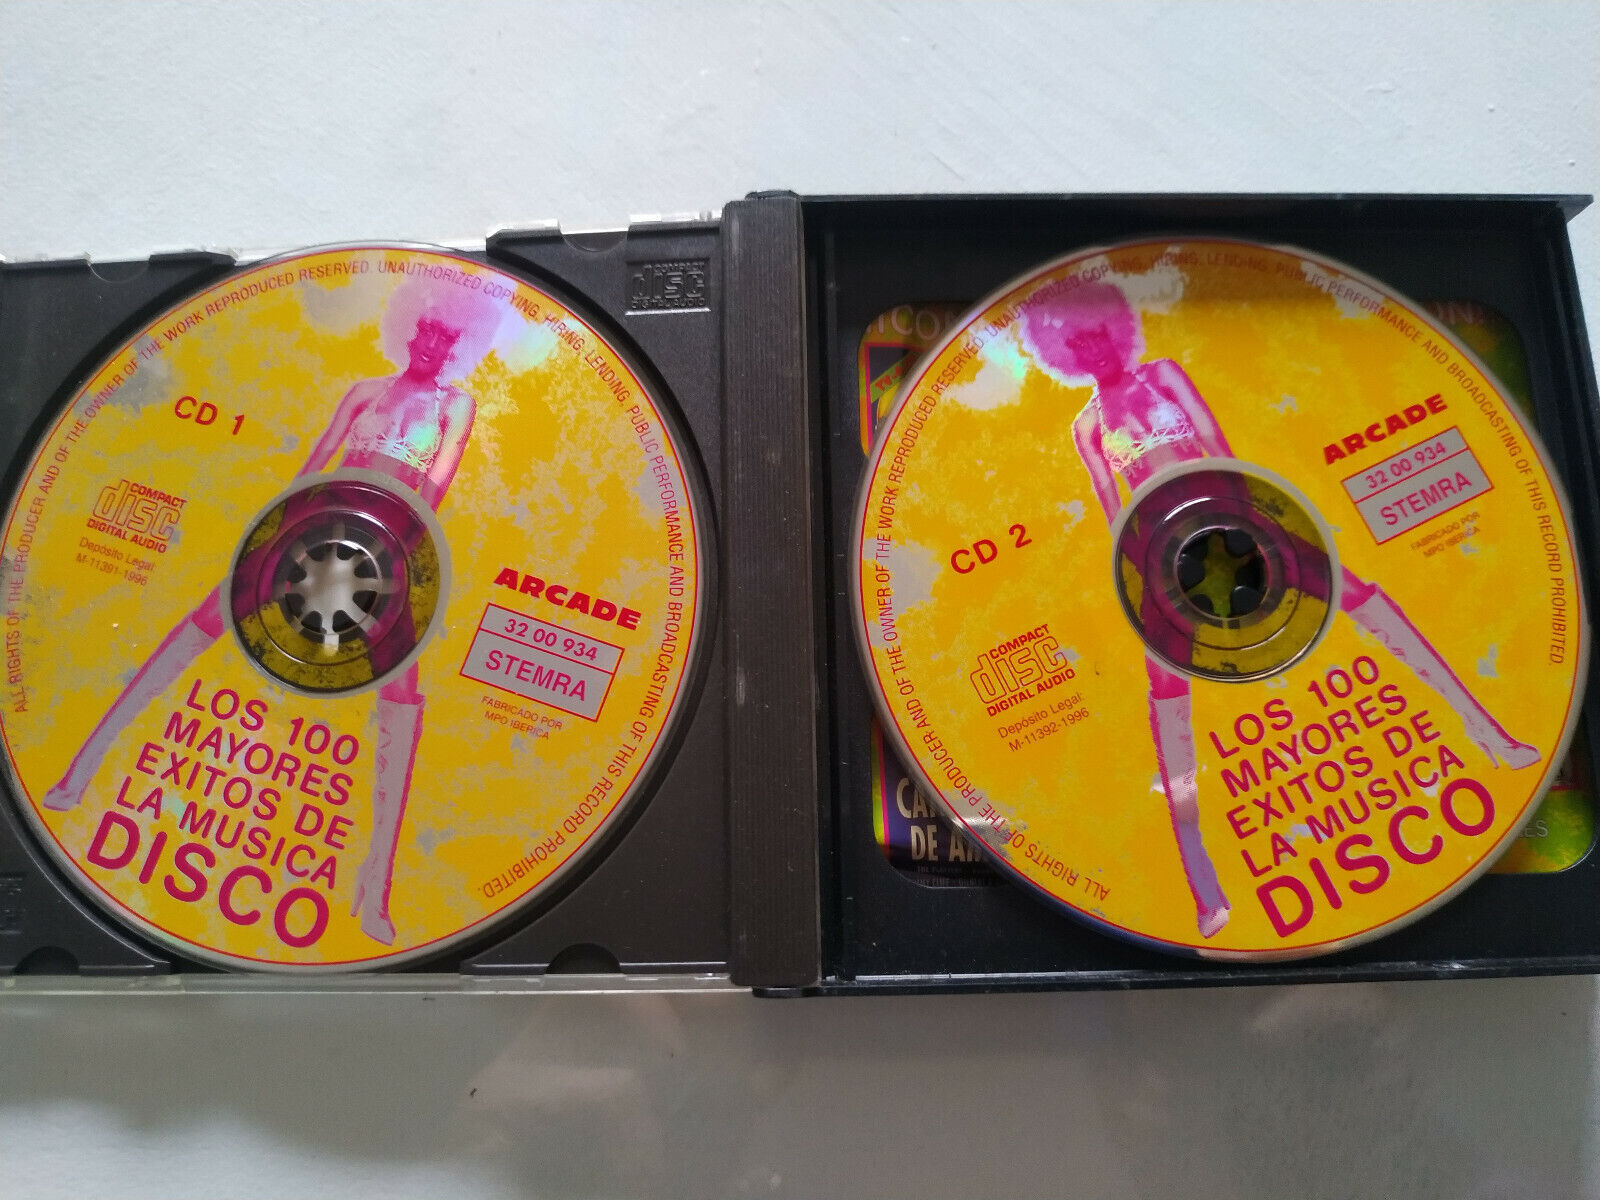 ALL RIGHTS OF THE PRODUCER AND OF THE OWNER OF THE WORK REPRODUCED RESERVED. UNAUTHORIZED COPYING, HIRING, LENDING, PUBLIC PERFORMANCE AND BROADCASTING OF THIS RECORD PROHIBITED.
CD 1
COMPACT
disc
DIGITAL AUDIO
Depósito Legal:
M-11391-1996
ARCADE
32 00 934
STEMRA
FABRICADO POR
MPO IBERICA
LOS 100
MAYORES
EXITOS DE
LA MUSICA
DISCO
COMPACT
disc
DIGITAL AUDIO
ALL RIGHTS OF THE PRODUCER AND OF THE OWNER OF THE WORK REPRODUCED RESERVED. UNAUTHORIZED COPYING, HIRING, LENDING, PUBLIC PERFORMANCE AND BROADCASTING OF THIS RECORD PROHIBITED.
CD 2
COMPACT
disc
DIGITAL AUDIO
Depósito Legal:
M-11392-1996
ARCADE
32 00 934
STEMRA
FABRICADO POR
MPO IBERICA
LOS 100
MAYORES
EXITOS DE
LA MUSICA
DISCO
DE